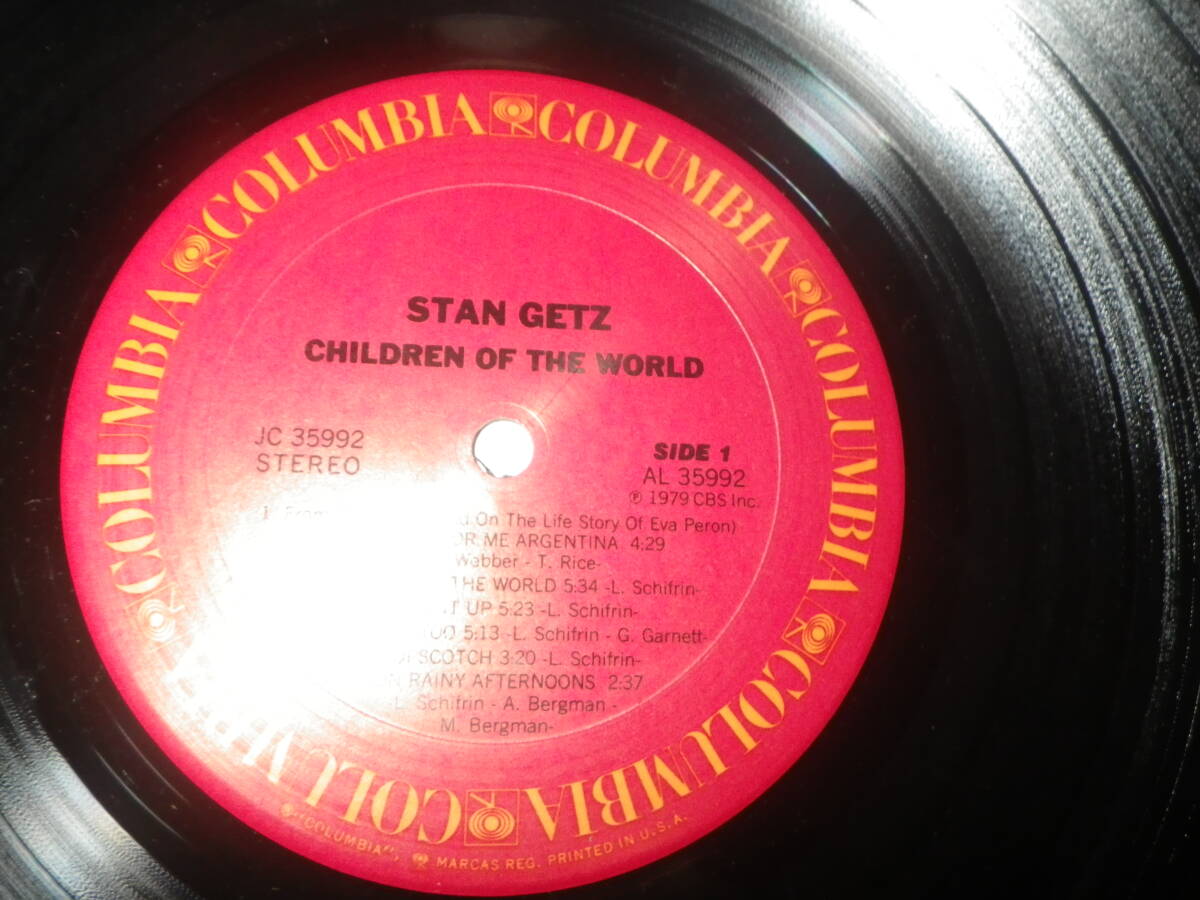 COLUMBIA COLUMBIA COLUMBIA COLUMBIA COLUMBIA COLUMBIA
STAN GETZ
CHILDREN OF THE WORLD
JC 35992
STEREO
SIDE 1
AL 35992
℗ 1979 CBS Inc.
1. From On The Life Story Of Eva Peron)
ME ARGENTINA 4:29
Webber - T. Rice-
THE WORLD 5:34 -L. Schifrin-
UP 5:23 -L. Schifrin-
5:13 -L. Schifrin - G. Garnett-
SCOTCH 3:20 -L. Schifrin-
RAINY AFTERNOONS 2:37
L. Schifrin - A. Bergman -
M. Bergman-
"COLUMBIA", MARCAS REG. PRINTED IN U.S.A.